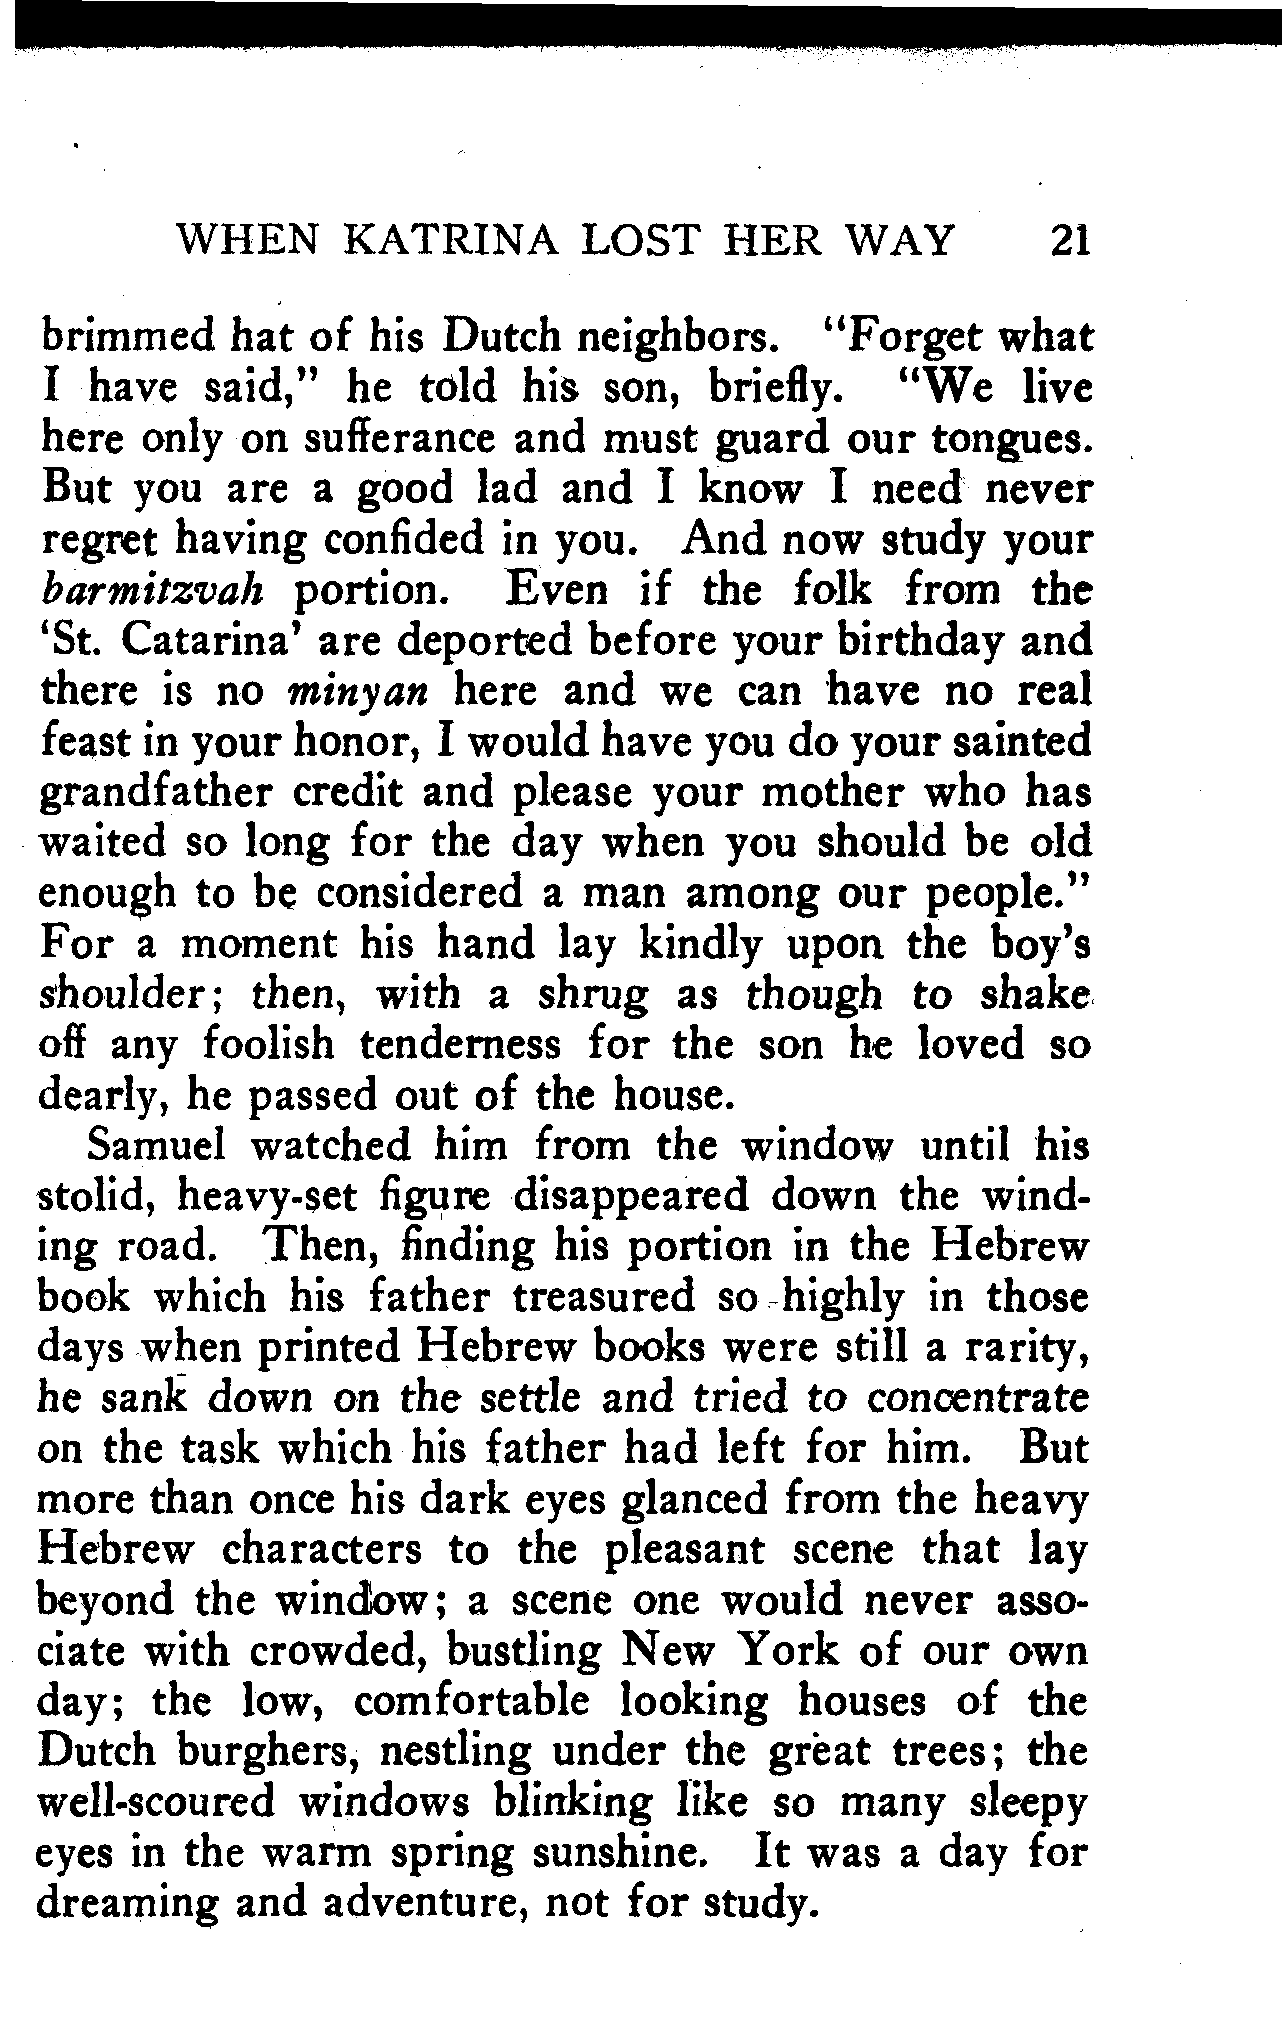 WHEN KATRINA LOST HER WAY 21
brimmed hat of his Dutch neighbors. “Forget what
I have said,” he told his son, briefly. “We live
here only on sufferance and must guard our tongues.
But you are a good lad and I know I need never
regret having confided in you. And now study your
barmitzvah portion. Even if the folk from the
‘St. Catarina’ are deported before your birthday and
there is no minyan here and we can have no real
feast in your honor, I would have you do your sainted
grandfather credit and please your mother who has
waited so long for the day when you should be old
enough to be considered a man among our people.”
For a moment his hand lay kindly upon the boy’s
shoulder; then, with a shrug as though to shake
off any foolish tenderness for the son he loved so
dearly, he passed out of the house.
Samuel watched him from the window until his
stolid, heavy-set figure disappeared down the wind-
ing road. Then, finding his portion in the Hebrew
book which his father treasured so highly in those
days when printed Hebrew books were still a rarity,
he sank down on the settle and tried to concentrate
on the task which his father had left for him. But
more than once his dark eyes glanced from the heavy
Hebrew characters to the pleasant scene that lay
beyond the window; a scene one would never asso-
ciate with crowded, bustling New York of our own
day; the low, comfortable looking houses of the
Dutch burghers, nestling under the great trees; the
well-scoured windows blinking like so many sleepy
eyes in the warm spring sunshine. It was a day for
dreaming and adventure, not for study.